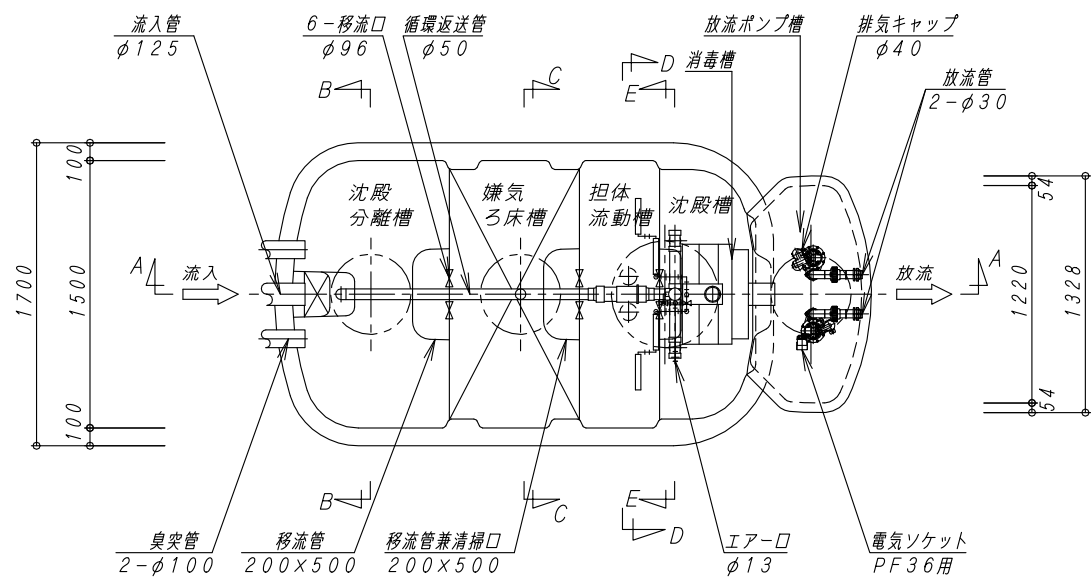 流入管
φ125
6-移流口
φ96
循環返送管
φ50
放流ポンプ槽
消毒槽
排気キャップ
φ40
放流管
2-φ30
B
C
D
E
沈殿
分離槽
嫌気
ろ床槽
担体
流動槽
沈殿槽
1700
100
1500
100
A
流入
放流
A
54
1220
1328
54
B
C
E
D
臭突管
2-φ100
移流管
200×500
移流管兼清掃口
200×500
エアー口
φ13
電気ソケット
PF36用